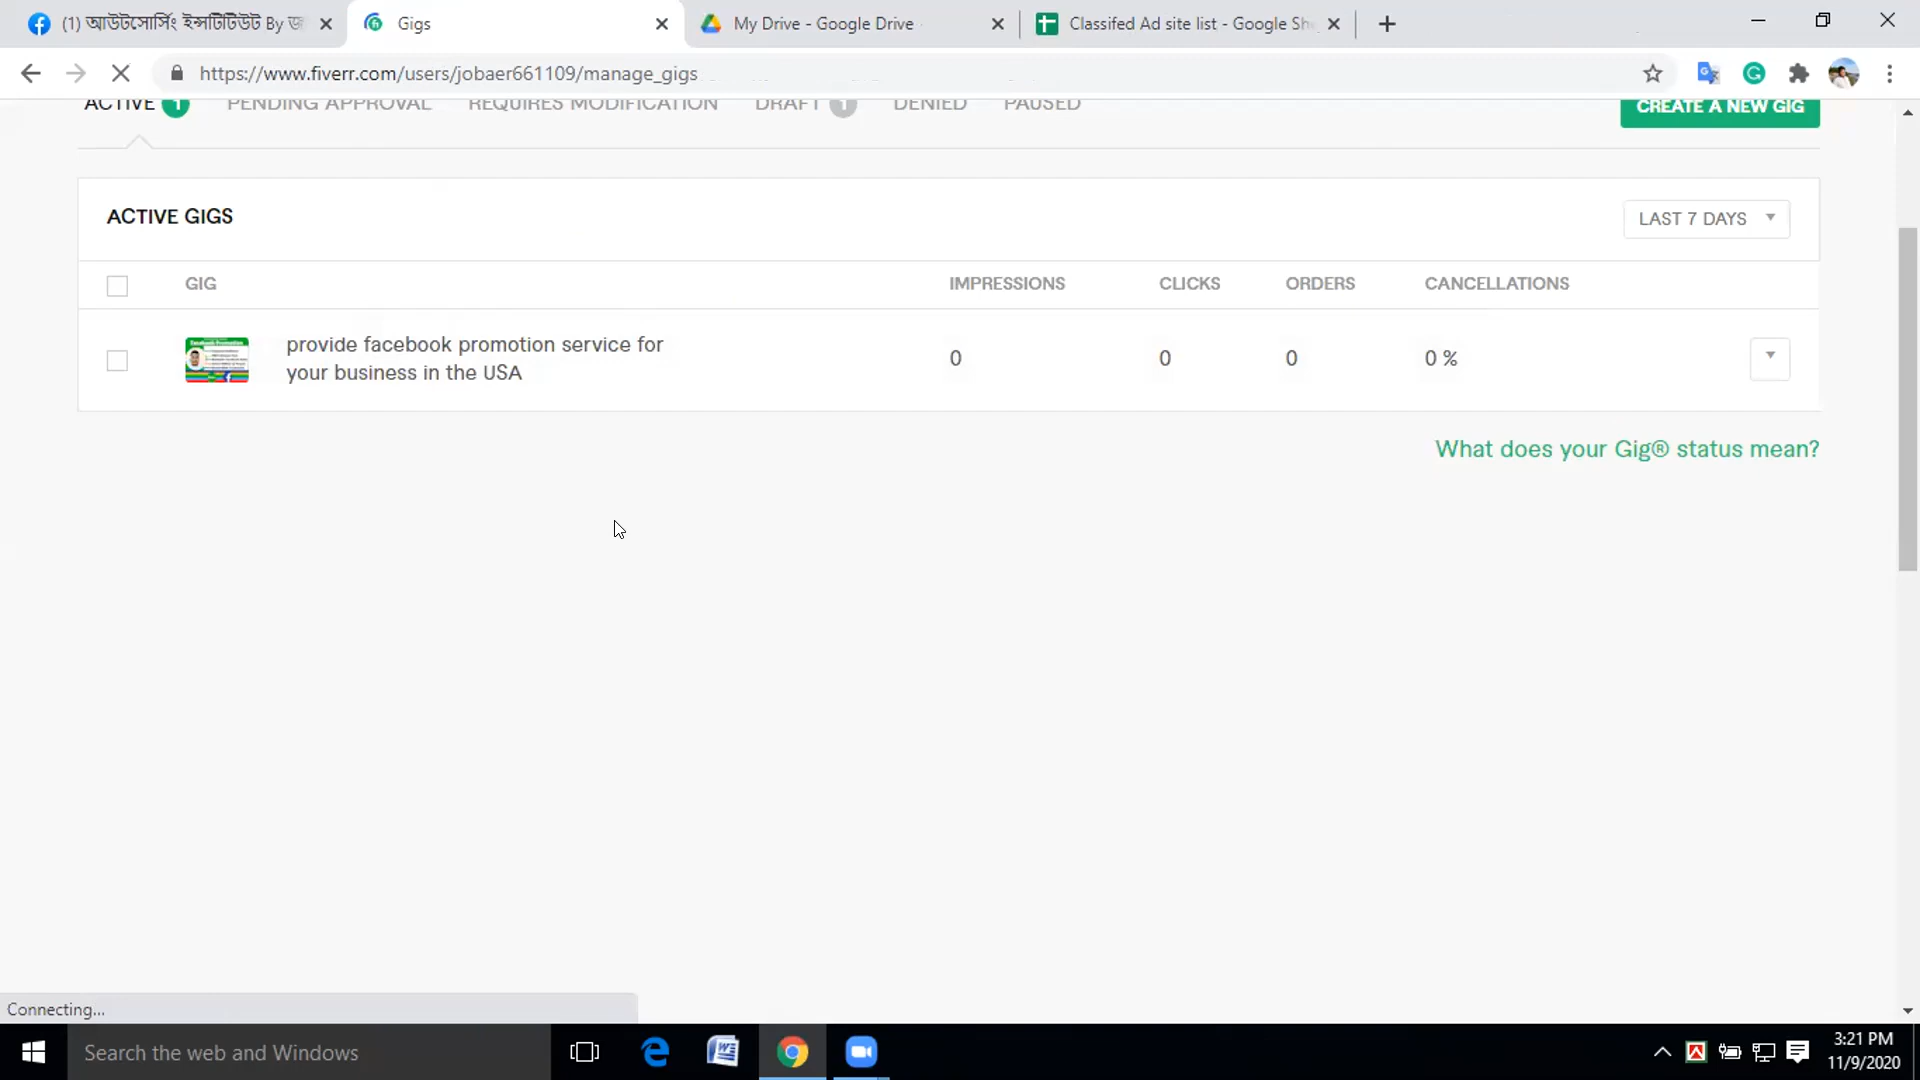 (1) আউটসোর্সিং ইন্সটিটিউট By
Gigs
My Drive - Google Drive
Classifed Ad site list - Google She
https://www.fiverr.com/users/jobaer661109/manage_gigs
ACTIVE 1
PENDING APPROVAL
REQUIRES MODIFICATION
DRAFT 1
DENIED
PAUSED
CREATE A NEW GIG
ACTIVE GIGS
LAST 7 DAYS
GIG
IMPRESSIONS
CLICKS
ORDERS
CANCELLATIONS
provide facebook promotion service for
your business in the USA
0
0
0
0 %
What does your Gig® status mean?
Connecting...
Search the web and Windows
3:21 PM
11/9/2020